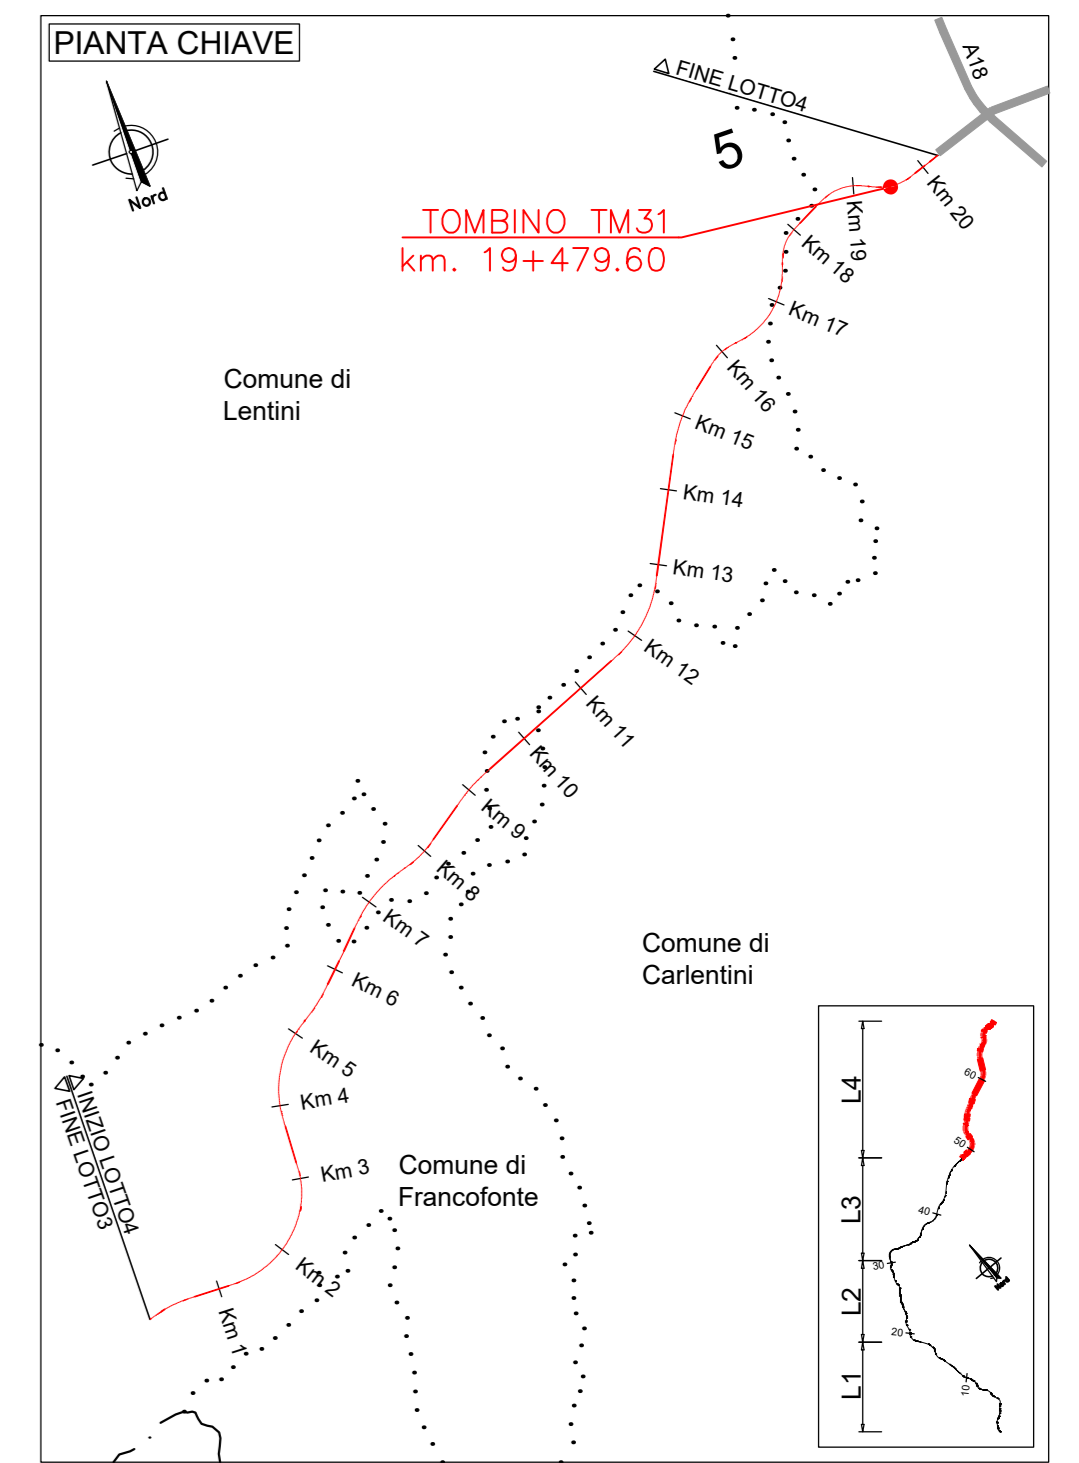 PIANTA CHIAVE
Nord
FINE LOTTO4
A18
5
TOMBINO TM31
km. 19+479.60
Km 20
Km 19
Km 18
Km 17
Km 16
Km 15
Km 14
Km 13
Km 12
Km 11
Km 10
Km 9
Km 8
Km 7
Km 6
Km 5
Km 4
Km 3
Km 2
Km 1
Comune di
Lentini
Comune di
Carlentini
Comune di
Francofonte
INIZIO LOTTO4
FINE LOTTO3
L4
L3
L2
L1
60
50
40
30
20
10